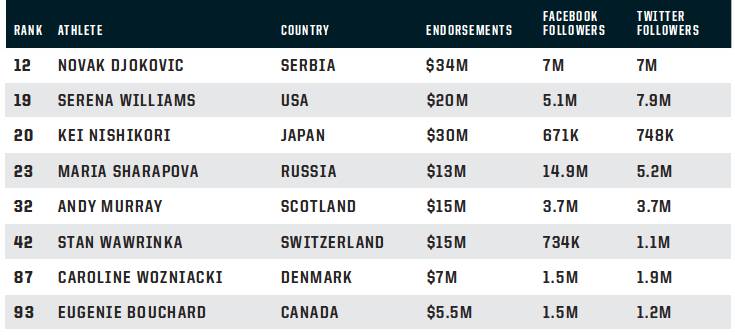 RANK ATHLETE COUNTRY ENDORSEMENTS FACEBOOK FOLLOWERS TWITTER FOLLOWERS
12 NOVAK DJOKOVIC SERBIA $34M 7M 7M
19 SERENA WILLIAMS USA $20M 5.1M 7.9M
20 KEI NISHIKORI JAPAN $30M 671K 748K
23 MARIA SHARAPOVA RUSSIA $13M 14.9M 5.2M
32 ANDY MURRAY SCOTLAND $15M 3.7M 3.7M
42 STAN WAWRINKA SWITZERLAND $15M 734K 1.1M
87 CAROLINE WOZNIACKI DENMARK $7M 1.5M 1.9M
93 EUGENIE BOUCHARD CANADA $5.5M 1.5M 1.2M